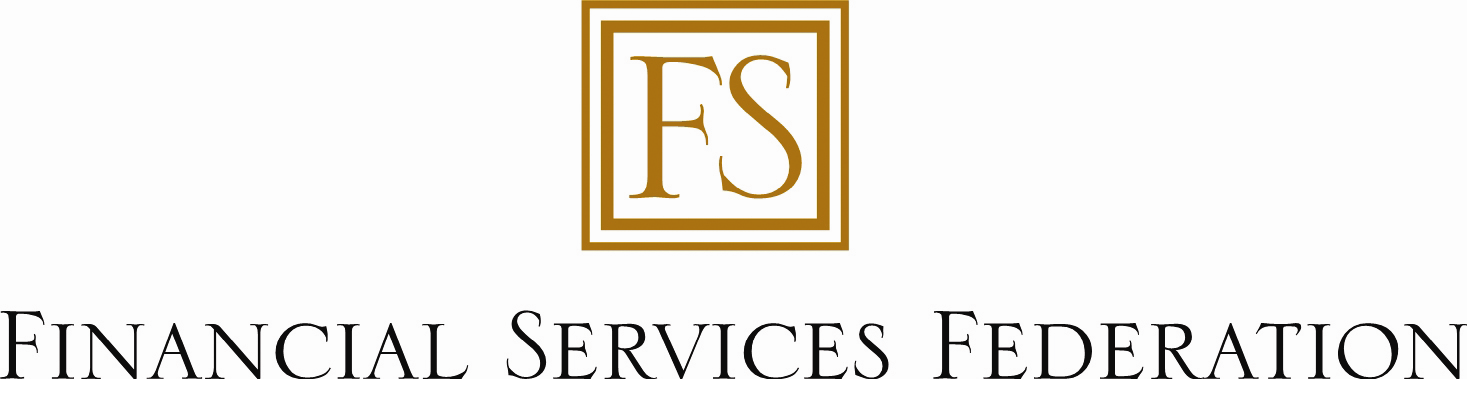 FS
FINANCIAL SERVICES FEDERATION